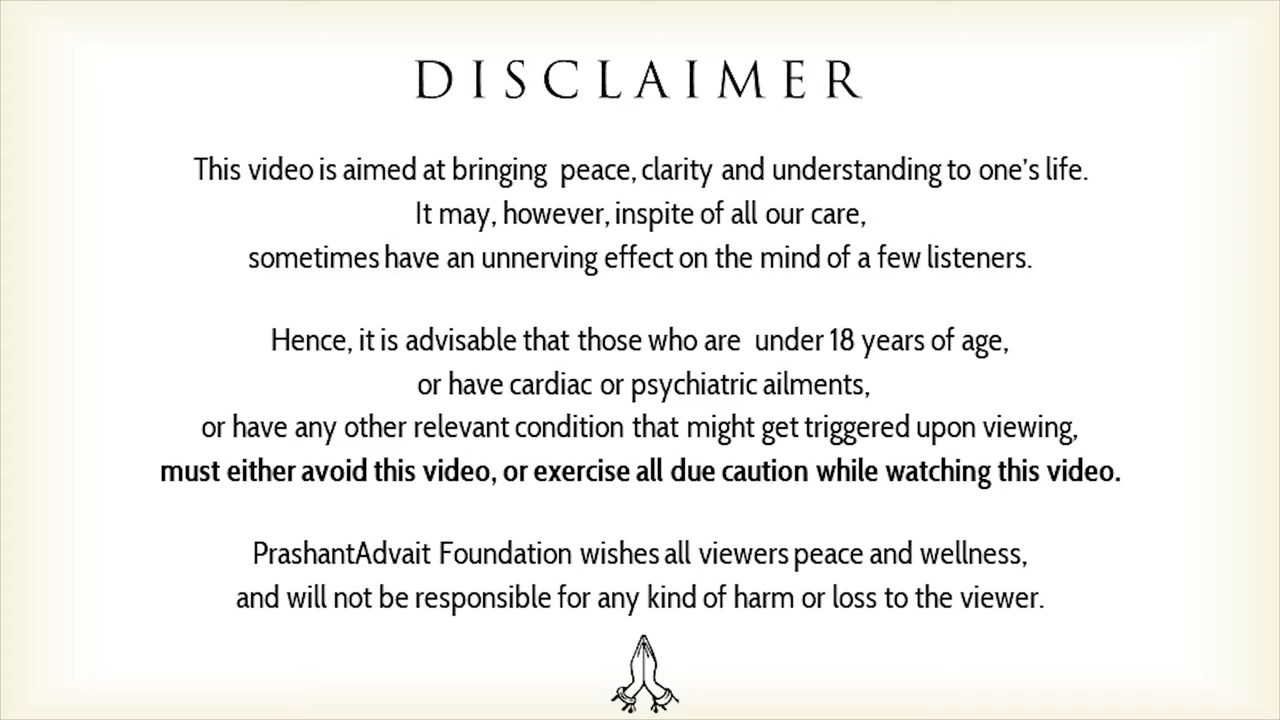 DISCLAIMER
This video is aimed at bringing peace, clarity and understanding to one's life.
It may, however, inspite of all our care,
sometimes have an unnerving effect on the mind of a few listeners.
Hence, it is advisable that those who are under 18 years of age,
or have cardiac or psychiatric ailments,
or have any other relevant condition that might get triggered upon viewing,
must either avoid this video, or exercise all due caution while watching this video.
PrashantAdvait Foundation wishes all viewers peace and wellness,
and will not be responsible for any kind of harm or loss to the viewer.